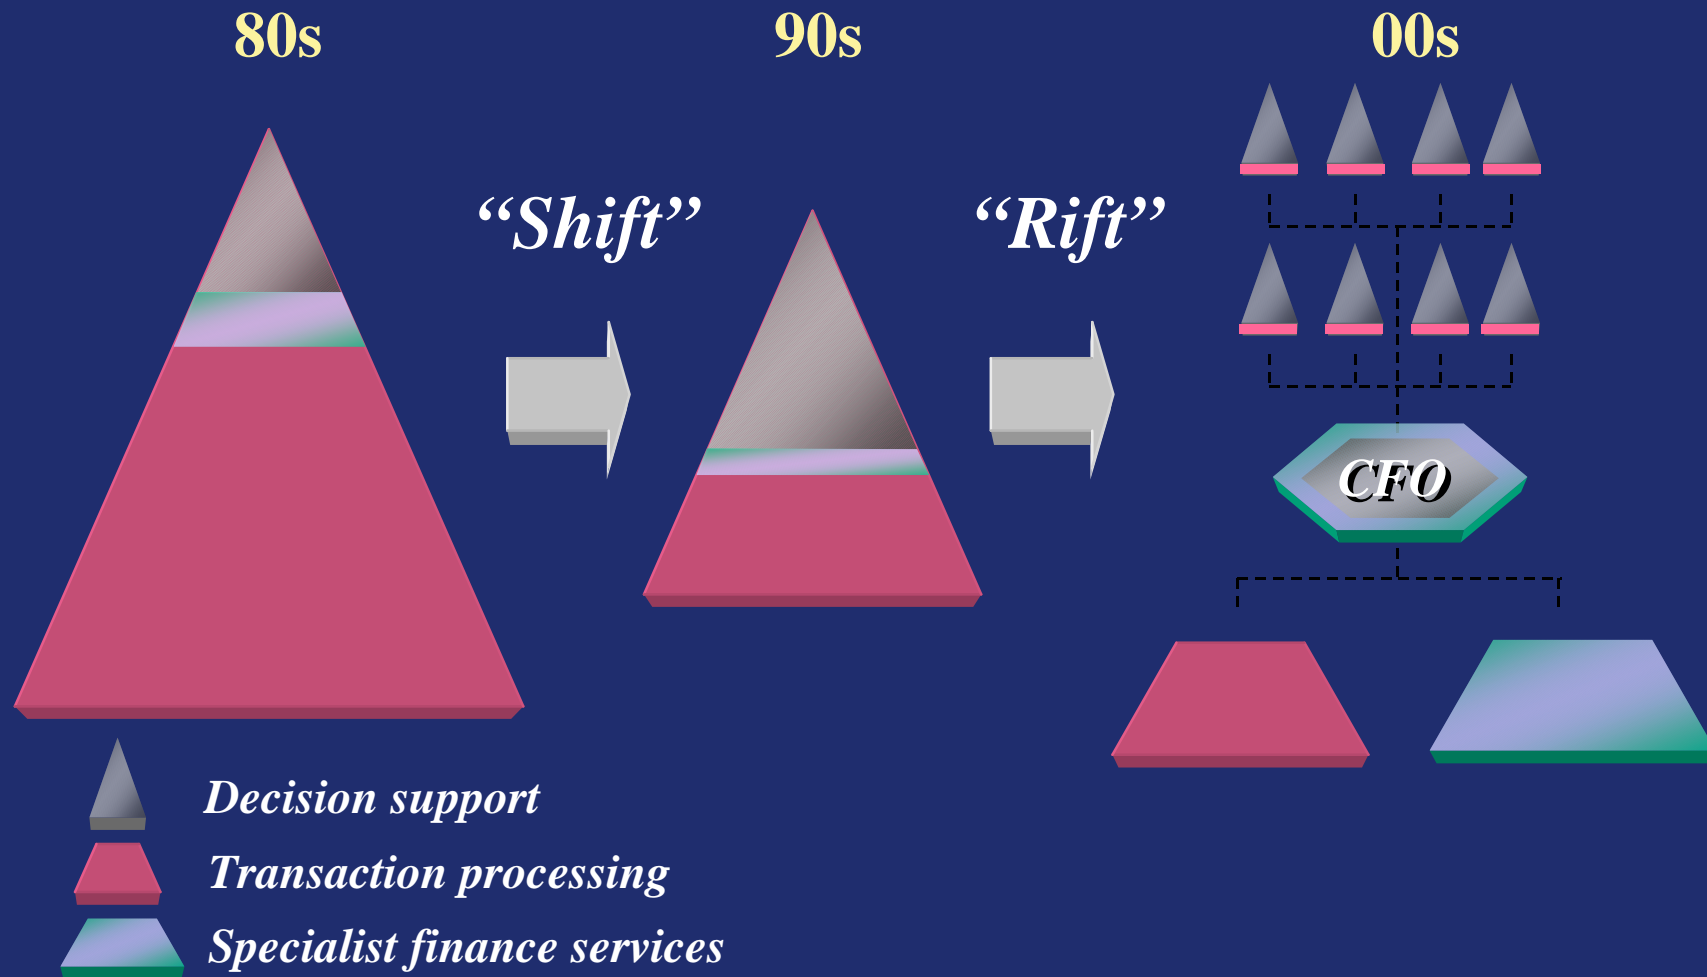 80s
90s
00s
“Shift”
“Rift”
CFO
Decision support
Transaction processing
Specialist finance services